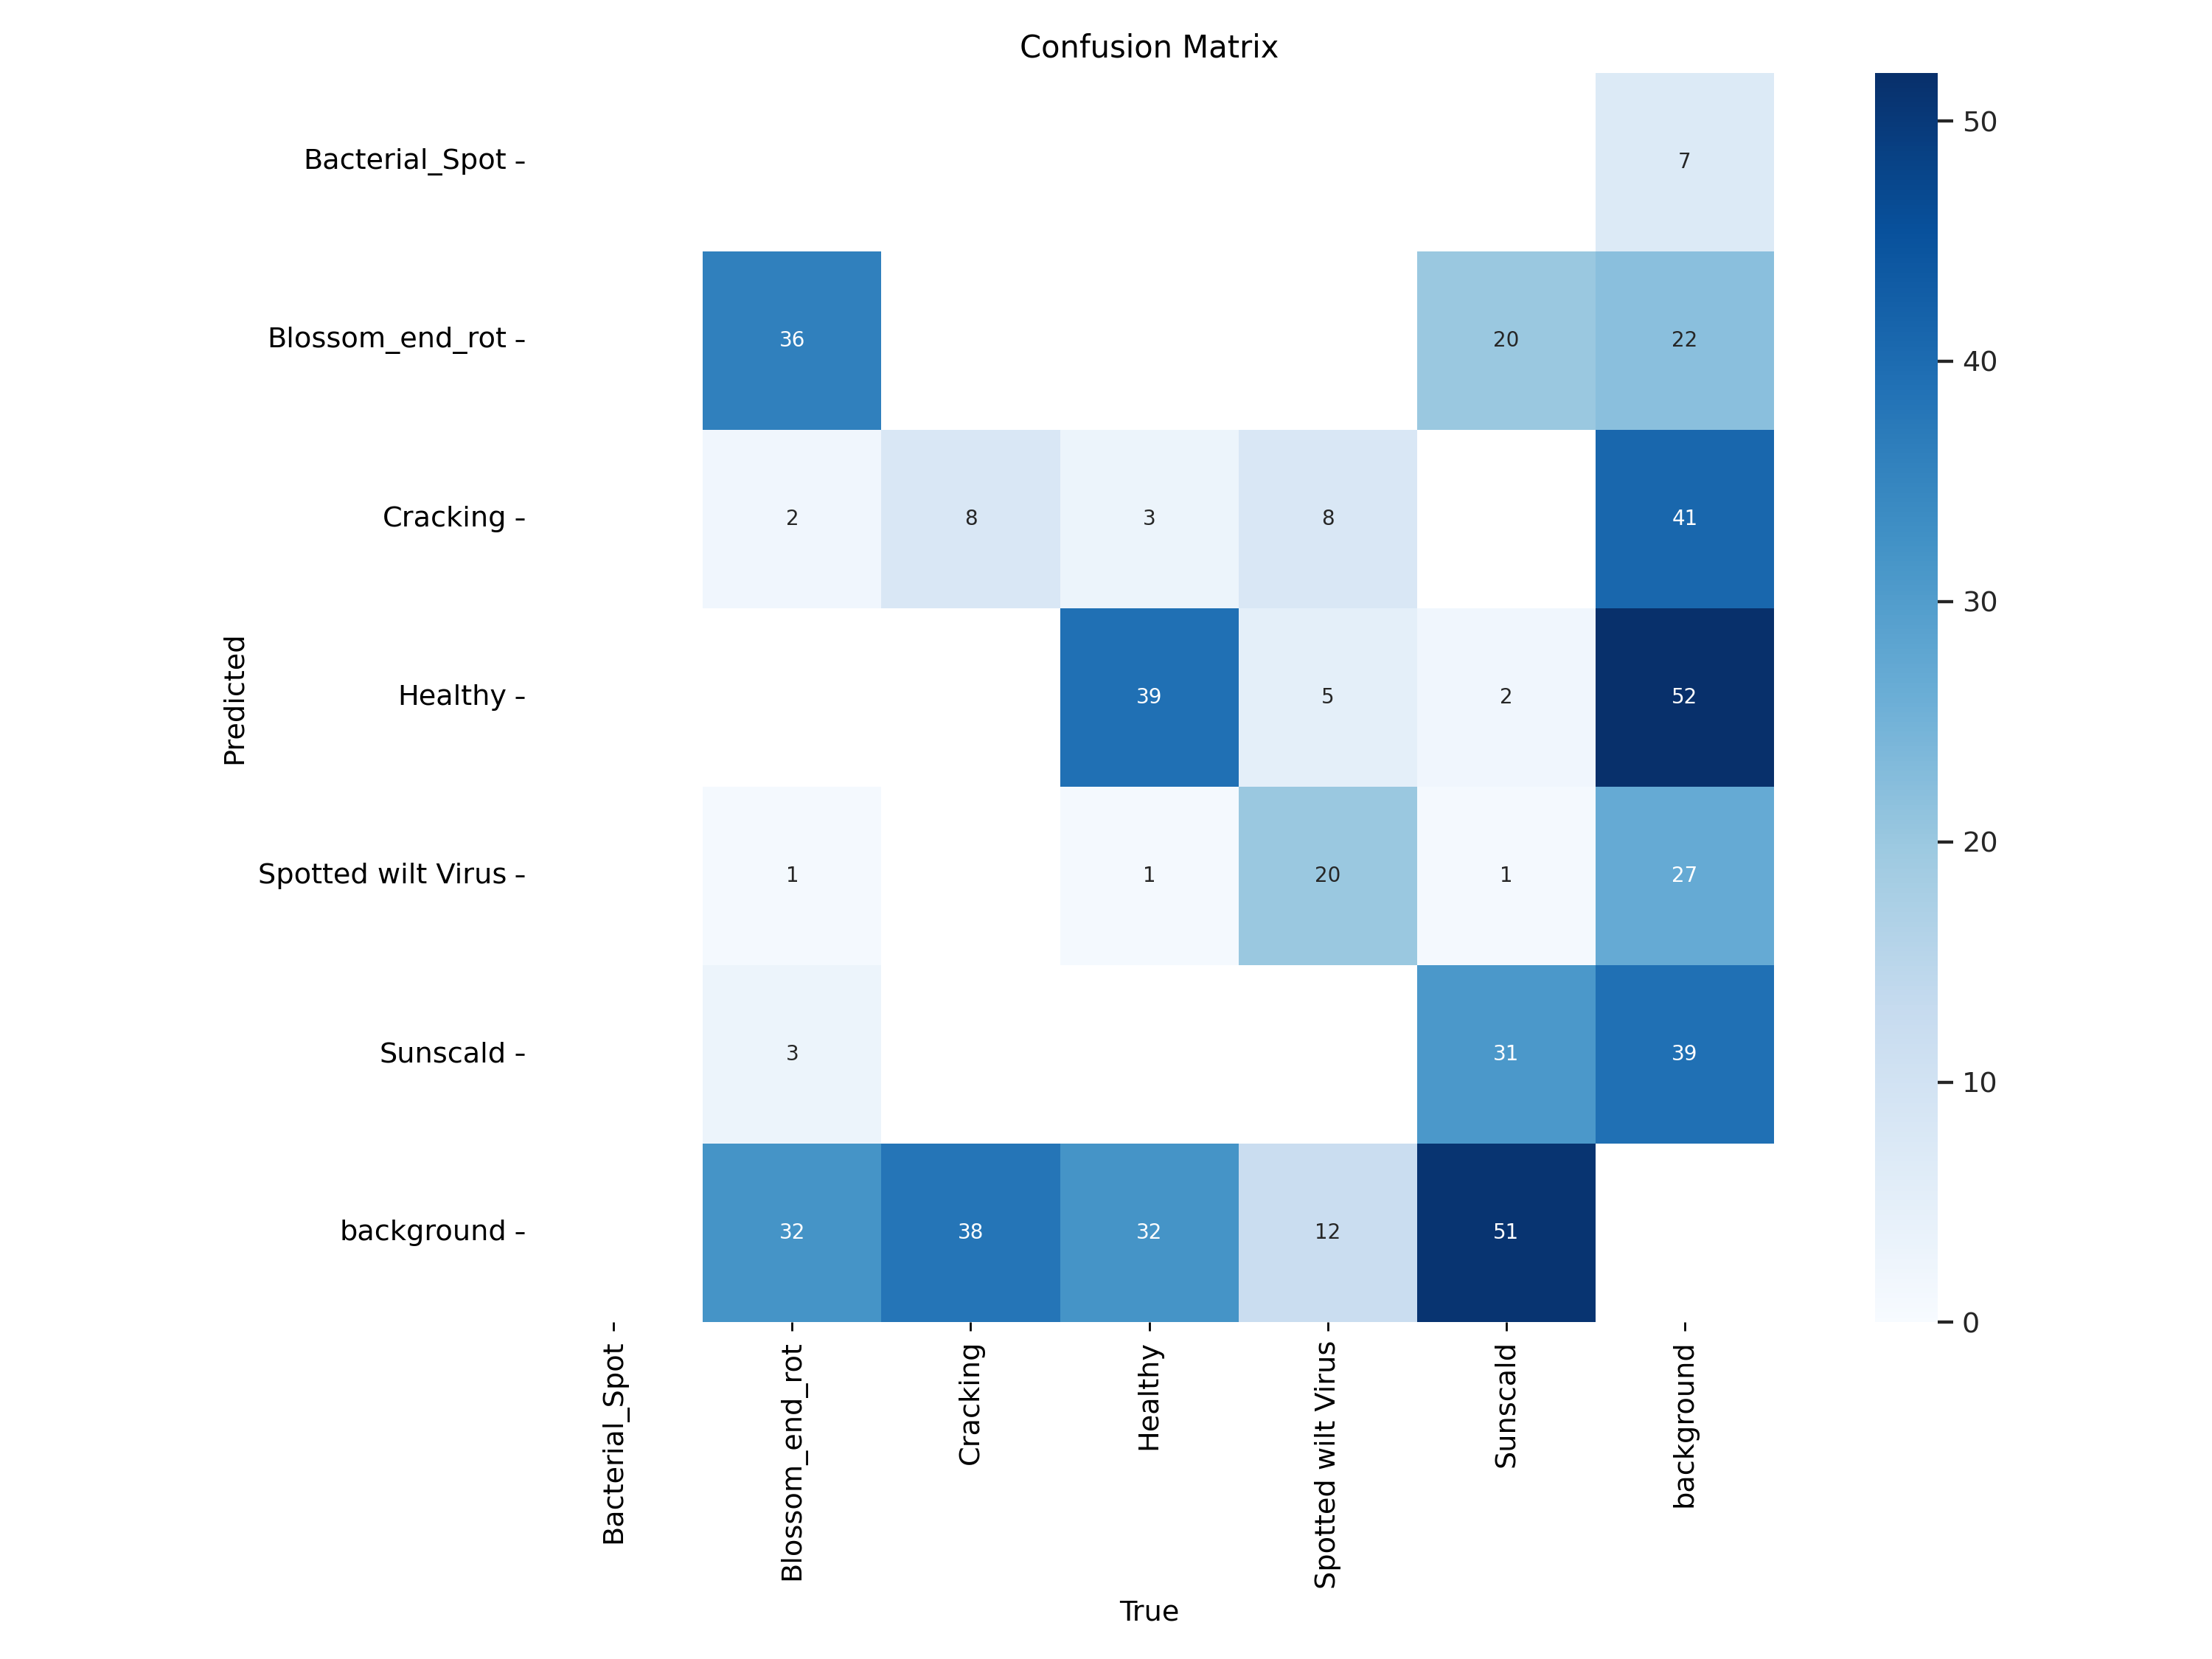 Confusion Matrix
Bacterial_Spot
7
50
Blossom_end_rot
36
20
22
40
Cracking
2
8
3
8
41
30
Predicted
Healthy
39
5
2
52
Spotted wilt Virus
1
1
20
1
27
20
Sunscald
3
31
39
10
background
32
38
32
12
51
0
Bacterial_Spot
Blossom_end_rot
Cracking
Healthy
Spotted wilt Virus
Sunscald
background
True